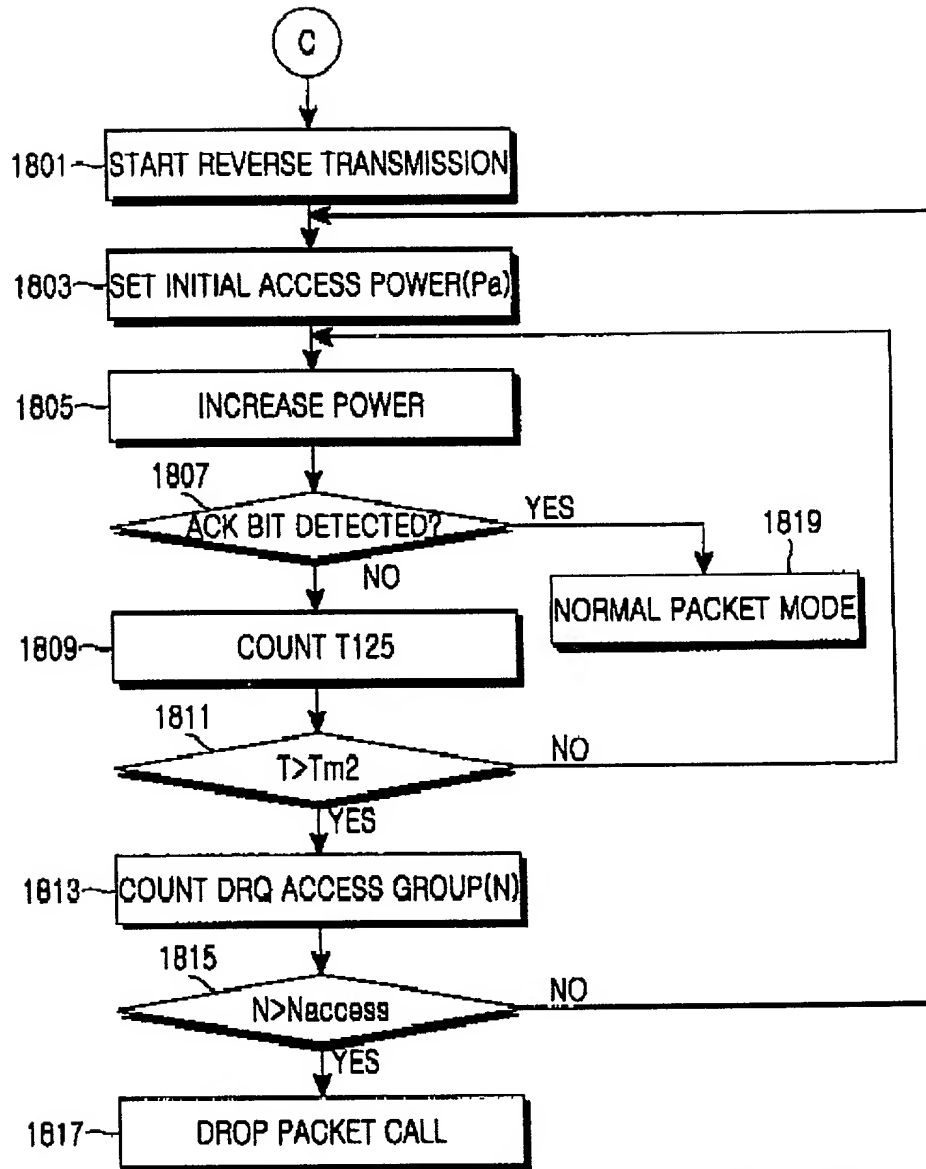 C
1801
START REVERSE TRANSMISSION
1803
SET INITIAL ACCESS POWER(Pa)
1805
INCREASE POWER
1807
ACK BIT DETECTED?
YES
NO
1819
NORMAL PACKET MODE
1809
COUNT T125
1811
T>Tm2
NO
YES
1813
COUNT DRQ ACCESS GROUP(N)
1815
N>Naccess
NO
YES
1817
DROP PACKET CALL